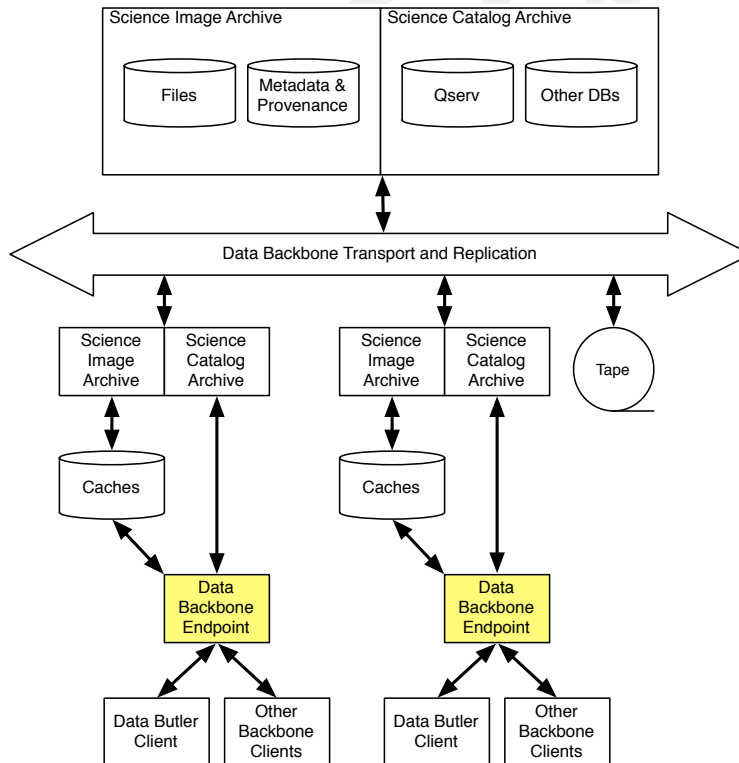 Science Image Archive
Science Catalog Archive
Files
Metadata &
Provenance
Qserv
Other DBs
Data Backbone Transport and Replication
Science
Image
Archive
Science
Catalog
Archive
Science
Image
Archive
Science
Catalog
Archive
Tape
Caches
Caches
Data
Backbone
Endpoint
Data
Backbone
Endpoint
Data Butler
Client
Other
Backbone
Clients
Data Butler
Client
Other
Backbone
Clients